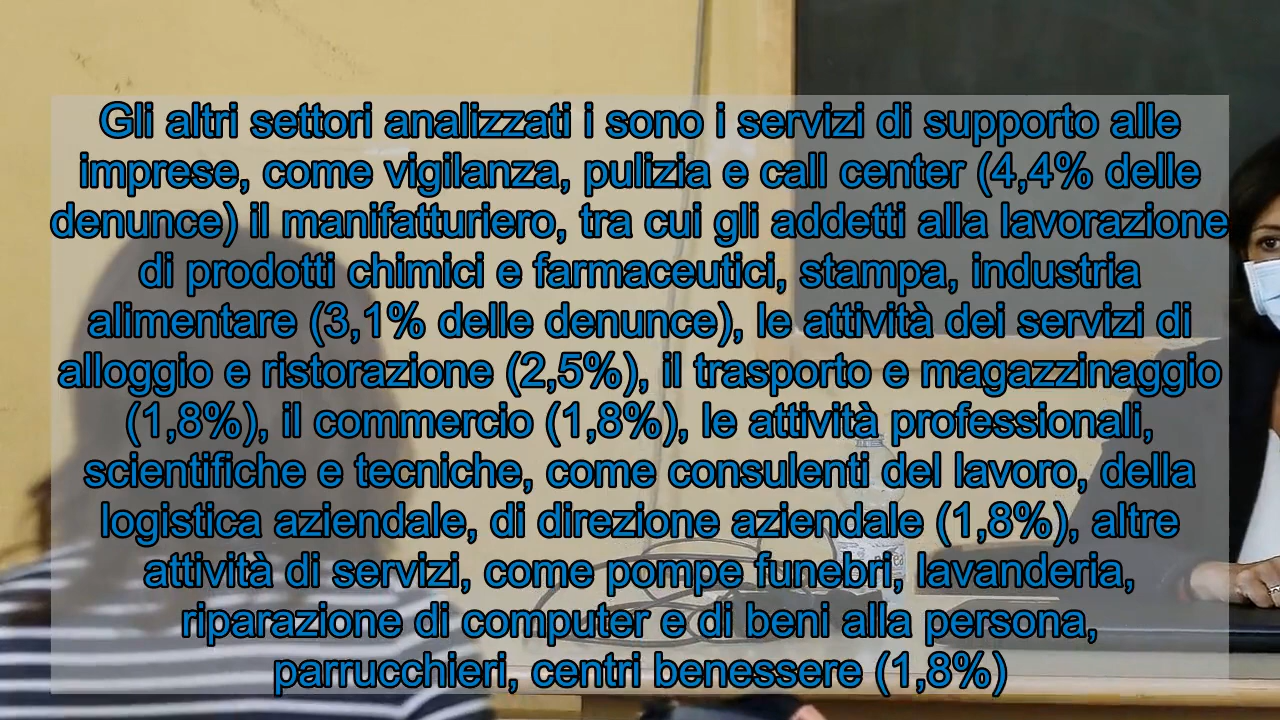 Gli altri settori analizzati i sono i servizi di supporto alle
imprese, come vigilanza, pulizia e call center (4,4% delle
denunce) il manifatturiero, tra cui gli addetti alla lavorazione
di prodotti chimici e farmaceutici, stampa, industria
alimentare (3,1% delle denunce), le attività dei servizi di
alloggio e ristorazione (2,5%), il trasporto e magazzinaggio
(1,8%), il commercio (1,8%), le attività professionali,
scientifiche e tecniche, come consulenti del lavoro, della
logistica aziendale, di direzione aziendale (1,8%), altre
attività di servizi, come pompe funebri, lavanderia,
riparazione di computer e di beni alla persona,
parrucchieri, centri benessere (1,8%)